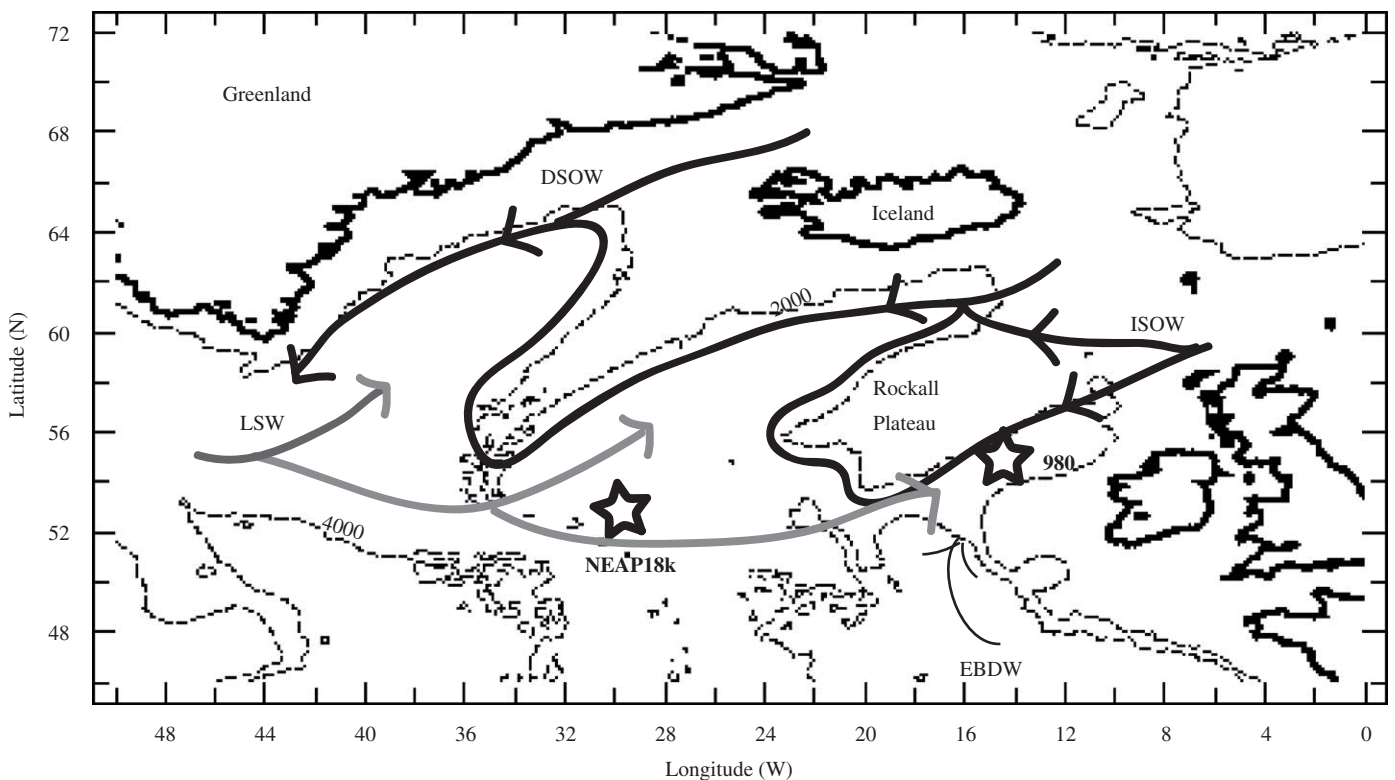 72
68
64
60
56
52
48
Latitude (N)
Greenland
DSOW
Iceland
2000
ISOW
Rockall
Plateau
LSW
980
4000
NEAP18k
EBDW
48
44
40
36
32
28
24
20
16
12
8
4
0
Longitude (W)